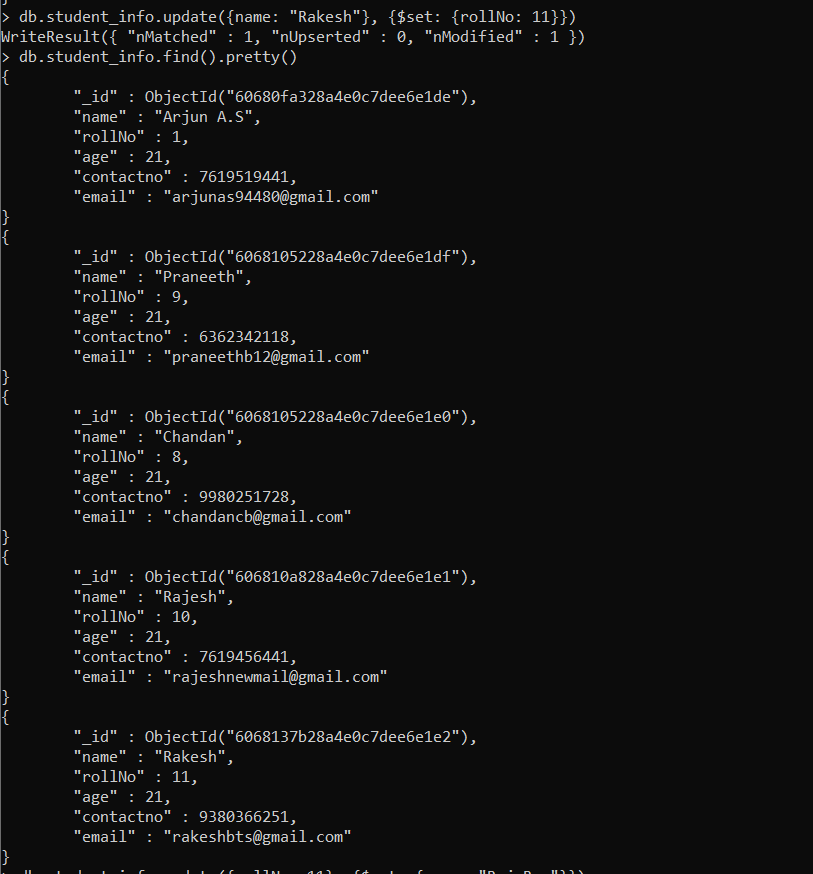 > db.student_info.update({name: "Rakesh"}, {$set: {rollNo: 11}})
WriteResult({ "nMatched" : 1, "nUpserted" : 0, "nModified" : 1 })
> db.student_info.find().pretty()
{
"_id" : ObjectId("60680fa328a4e0c7dee6e1de"),
"name" : "Arjun A.S",
"rollNo" : 1,
"age" : 21,
"contactno" : 7619519441,
"email" : "arjunas94480@gmail.com"
}
{
"_id" : ObjectId("6068105228a4e0c7dee6e1df"),
"name" : "Praneeth",
"rollNo" : 9,
"age" : 21,
"contactno" : 6362342118,
"email" : "praneethb12@gmail.com"
}
{
"_id" : ObjectId("6068105228a4e0c7dee6e1e0"),
"name" : "Chandan",
"rollNo" : 8,
"age" : 21,
"contactno" : 9980251728,
"email" : "chandancb@gmail.com"
}
{
"_id" : ObjectId("606810a828a4e0c7dee6e1e1"),
"name" : "Rajesh",
"rollNo" : 10,
"age" : 21,
"contactno" : 7619456441,
"email" : "rajeshnewmail@gmail.com"
}
{
"_id" : ObjectId("6068137b28a4e0c7dee6e1e2"),
"name" : "Rakesh",
"rollNo" : 11,
"age" : 21,
"contactno" : 9380366251,
"email" : "rakeshbts@gmail.com"
}